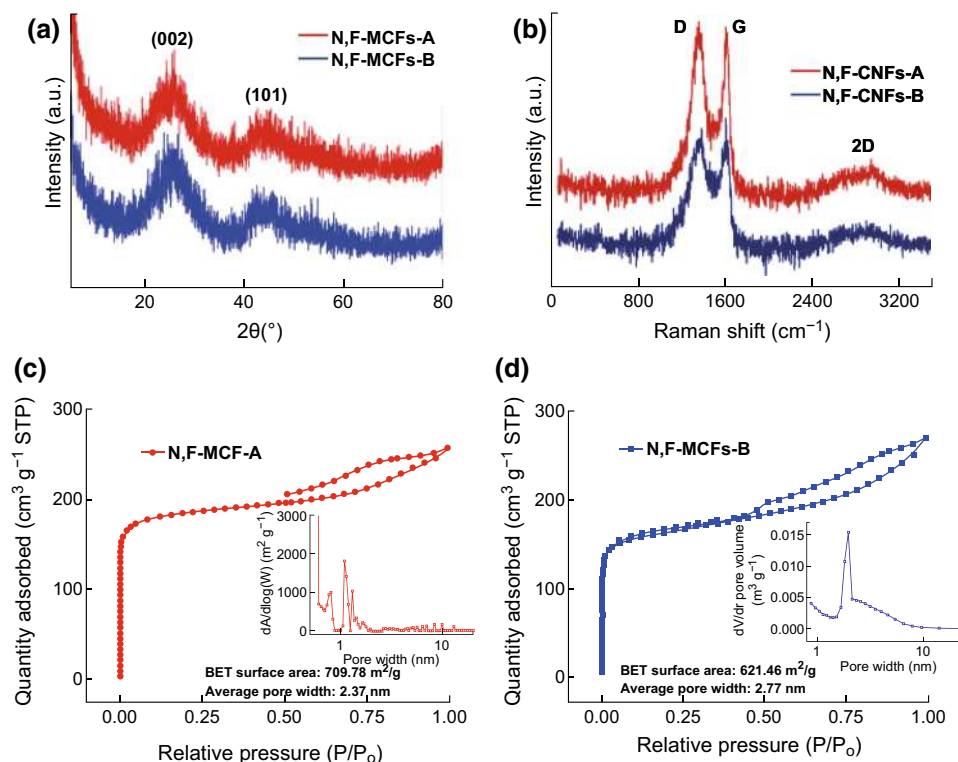 (a)
(002)
(101)
N,F-MCFs-A
N,F-MCFs-B
Intensity (a.u.)
20 40 60 80
2θ(°)
(b)
D G
N,F-CNFs-A
N,F-CNFs-B
2D
Intensity (a.u.)
0 800 1600 2400 3200
Raman shift (cm⁻¹)
(c)
N,F-MCF-A
Quantity adsorbed (cm³ g⁻¹ STP)
300
200
100
0
dA/dlog(W) (m² g⁻¹)
3000
2000
1000
0
1 10
Pore width (nm)
BET surface area: 709.78 m²/g
Average pore width: 2.37 nm
0.00 0.25 0.50 0.75 1.00
Relative pressure (P/Pₒ)
(d)
N,F-MCFs-B
Quantity adsorbed (cm³ g⁻¹ STP)
300
200
100
0
dV/dr pore volume
(m³ g⁻¹)
0.015
0.010
0.005
0.000
1 10
Pore width (nm)
BET surface area: 621.46 m²/g
Average pore width: 2.77 nm
0.00 0.25 0.50 0.75 1.00
Relative pressure (P/Pₒ)